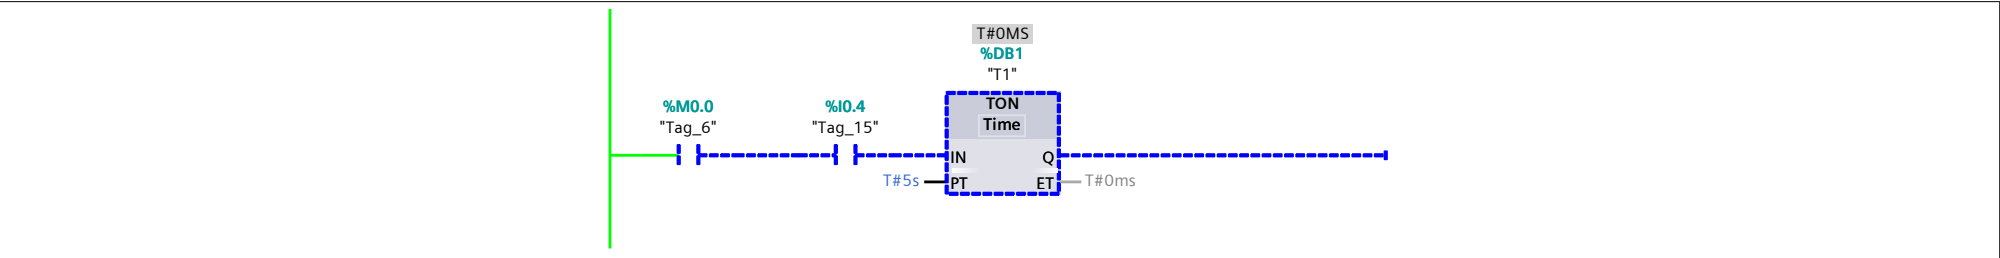 T#0MS
%DB1
"T1"
%M0.0
"Tag_6"
%I0.4
"Tag_15"
TON
Time
IN
Q
T#5s
PT
ET
T#0ms